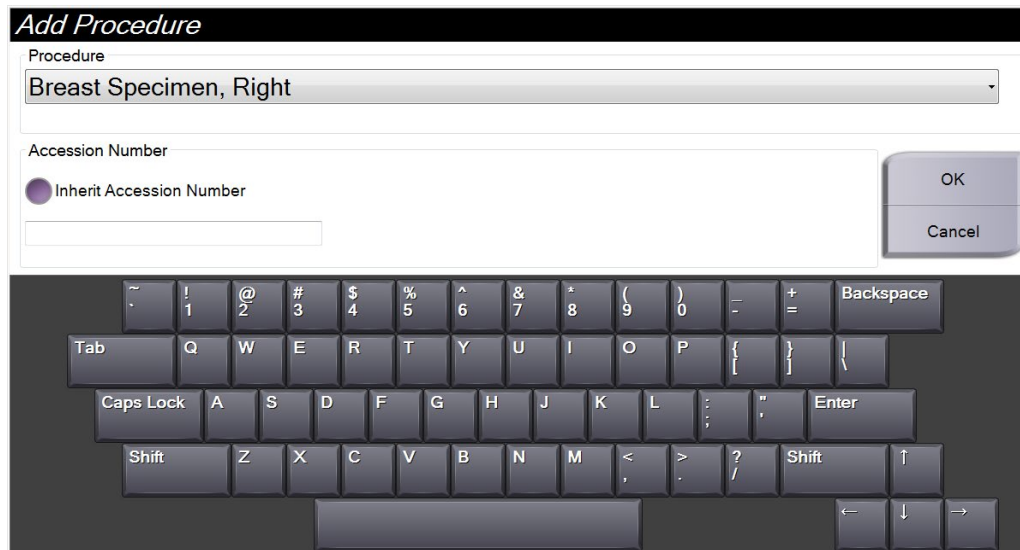 Add Procedure
Procedure
Breast Specimen, Right
Accession Number
Inherit Accession Number
OK
Cancel
~ ! @ # $ % ^ & * ( ) _ + Backspace
` 1 2 3 4 5 6 7 8 9 0 - =
Tab Q W E R T Y U I O P { } |
[ ] \
Caps Lock A S D F G H J K L : " Enter
; '
Shift Z X C V B N M < > ? Shift ↑
, . /
← ↓ →